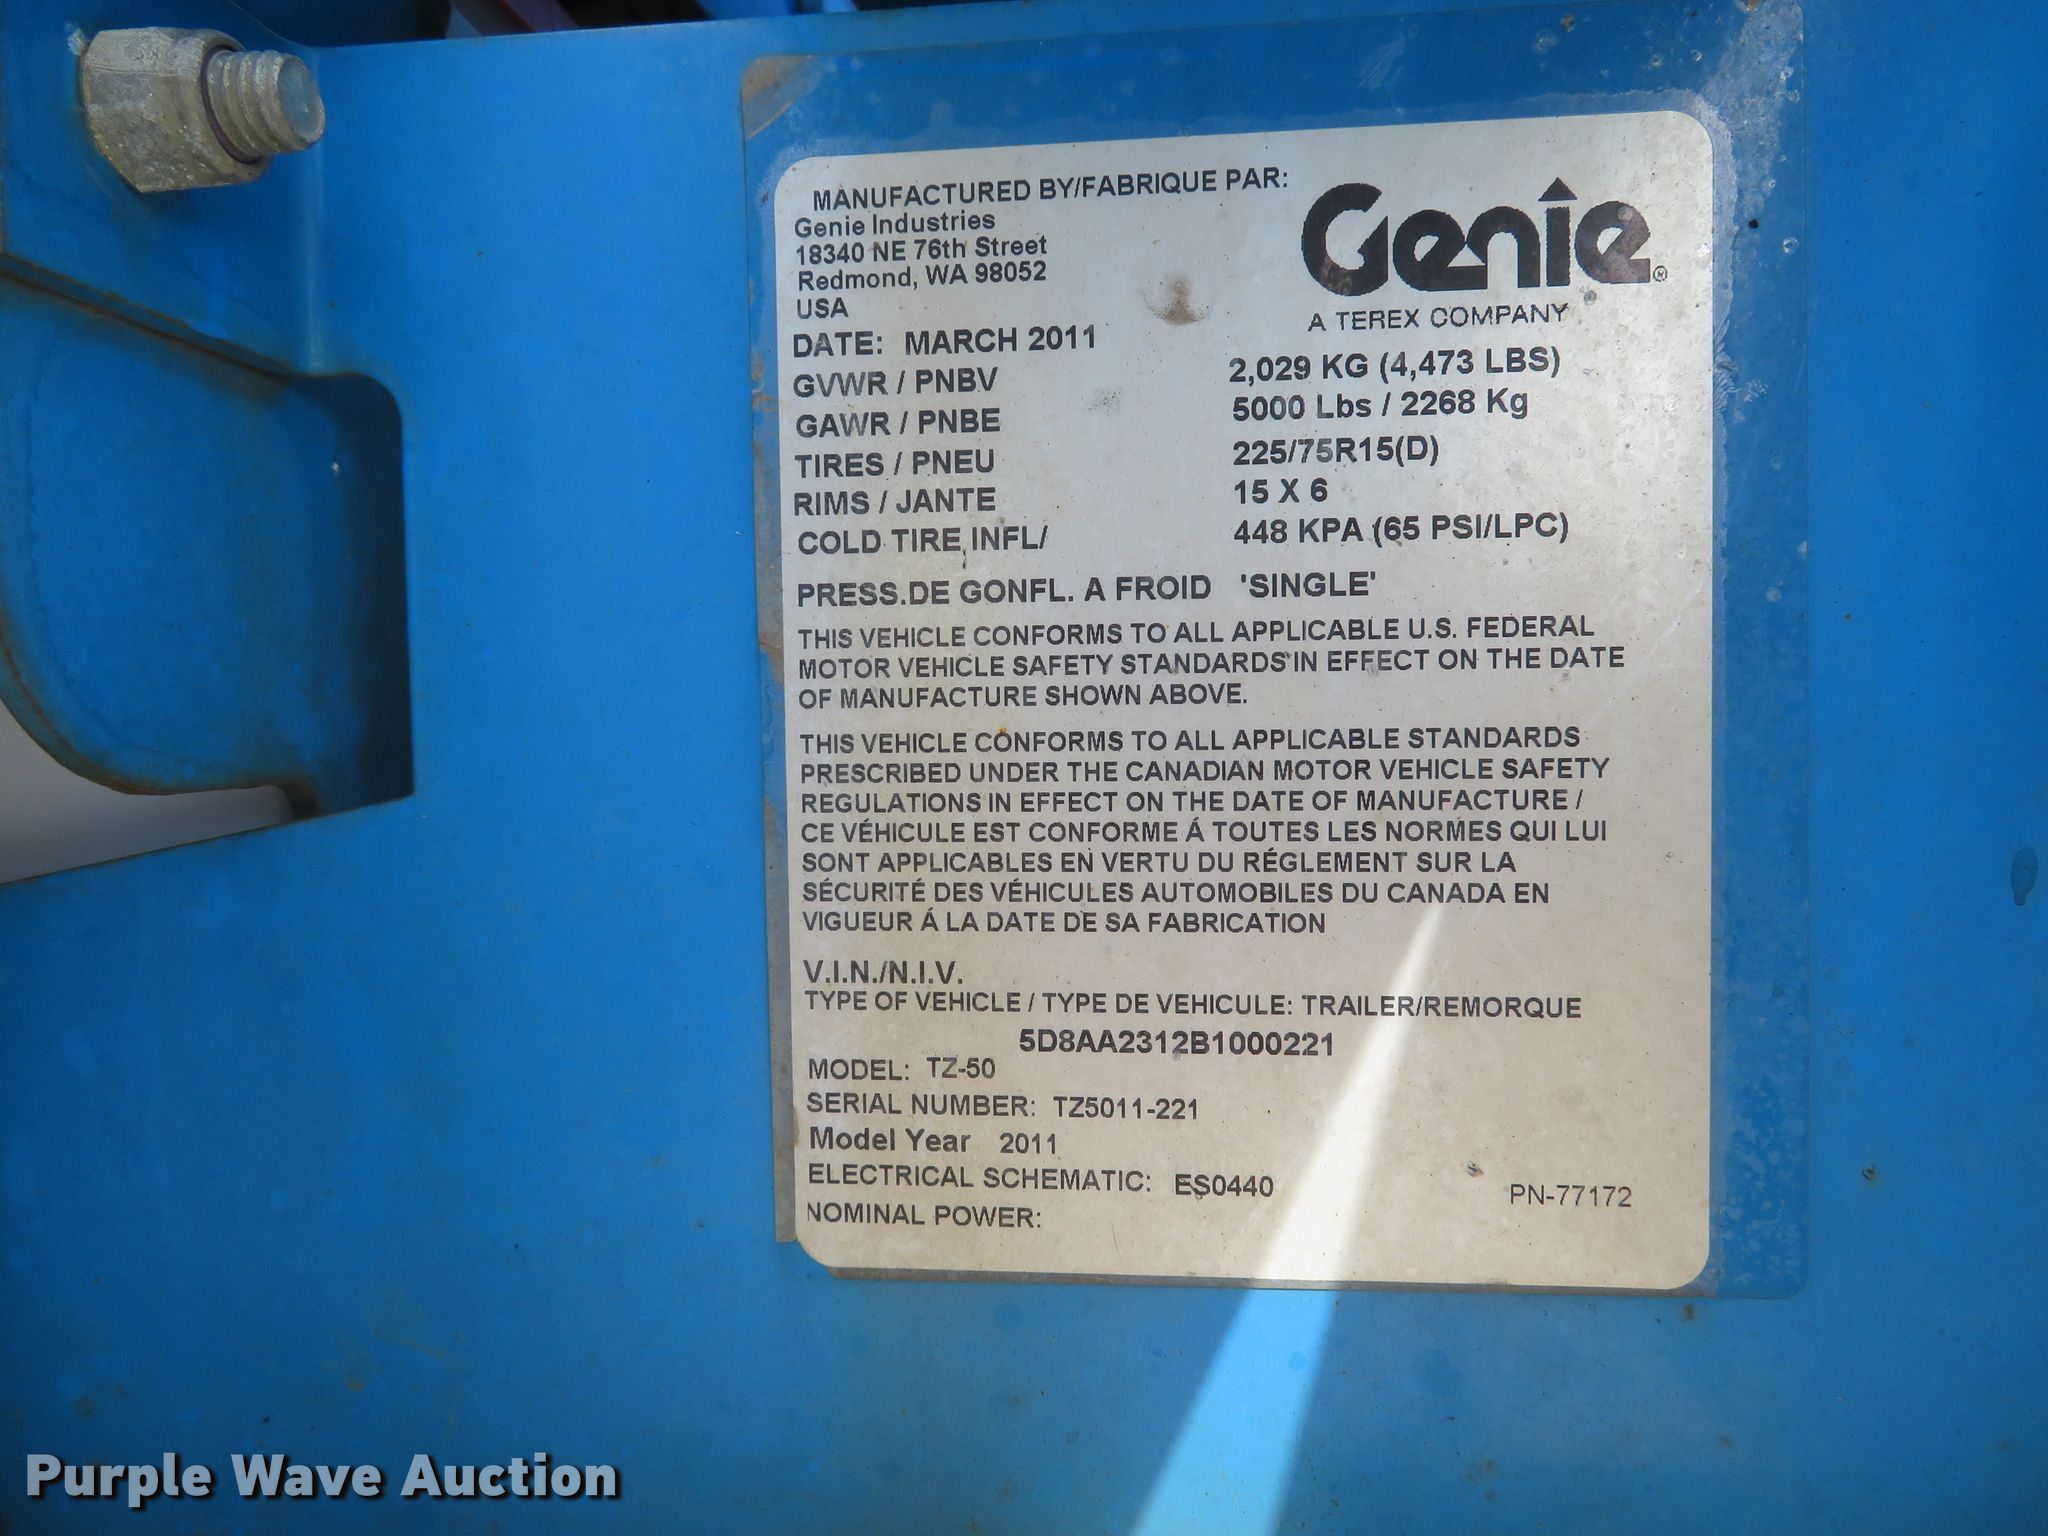 MANUFACTURED BY/FABRIQUE PAR:
Genie Industries
18340 NE 76th Street
Redmond, WA 98052
USA
Genie®
A TEREX COMPANY
DATE: MARCH 2011
GVWR / PNBV 2,029 KG (4,473 LBS)
GAWR / PNBE 5000 Lbs / 2268 Kg
TIRES / PNEU 225/75R15(D)
RIMS / JANTE 15 X 6
COLD TIRE INFL/ 448 KPA (65 PSI/LPC)
PRESS.DE GONFL. A FROID 'SINGLE'
THIS VEHICLE CONFORMS TO ALL APPLICABLE U.S. FEDERAL
MOTOR VEHICLE SAFETY STANDARDS IN EFFECT ON THE DATE
OF MANUFACTURE SHOWN ABOVE.
THIS VEHICLE CONFORMS TO ALL APPLICABLE STANDARDS
PRESCRIBED UNDER THE CANADIAN MOTOR VEHICLE SAFETY
REGULATIONS IN EFFECT ON THE DATE OF MANUFACTURE /
CE VÉHICULE EST CONFORME Á TOUTES LES NORMES QUI LUI
SONT APPLICABLES EN VERTU DU RÉGLEMENT SUR LA
SÉCURITÉ DES VÉHICULES AUTOMOBILES DU CANADA EN
VIGUEUR Á LA DATE DE SA FABRICATION
V.I.N./N.I.V.
TYPE OF VEHICLE / TYPE DE VEHICULE: TRAILER/REMORQUE
5D8AA2312B1000221
MODEL: TZ-50
SERIAL NUMBER: TZ5011-221
Model Year 2011
ELECTRICAL SCHEMATIC: ES0440
PN-77172
NOMINAL POWER:
Purple Wave Auction